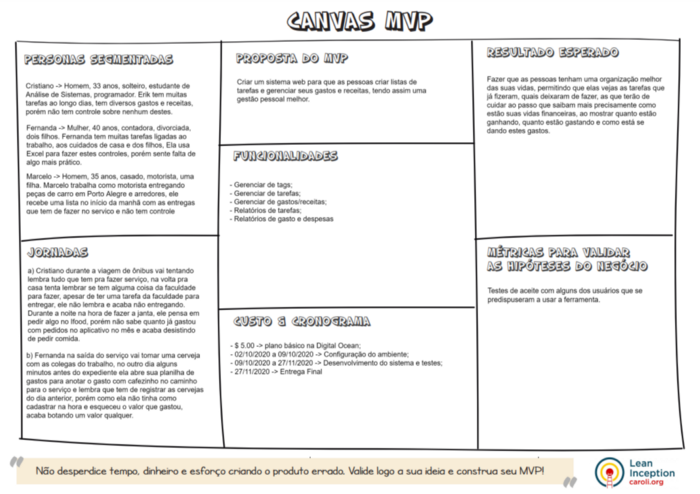 CANVAS MVP
PERSONAS SEGMENTADAS
Cristiano -> Homem, 33 anos, solteiro, estudante de
Análise de Sistemas, programador. Erik tem muitas
tarefas ao longo dias, tem diversos gastos e receitas,
porém não tem controle sobre nenhum destes.
Fernanda -> Mulher, 40 anos, contadora, divorciada,
dois filhos. Fernanda tem muitas tarefas ligadas ao
trabalho, aos cuidados de casa e dos filhos, Ela usa
Excel para fazer estes controles, porém sente falta de
algo mais prático.
Marcelo -> Homem, 35 anos, casado, motorista, uma
filha. Marcelo trabalha como motorista entregando
peças de carro em Porto Alegre e arredores, ele
recebe uma lista no início da manhã com as entregas
que tem de fazer no serviço e não tem controle
JORNADAS
a) Cristiano durante a viagem de ônibus vai tentando
lembra tudo que tem pra fazer serviço, na volta pra
casa tenta lembrar se tem alguma coisa da faculdade
para fazer, apesar de ter uma tarefa da faculdade para
entregar, ele não lembra e acaba não entregando.
Durante a noite na hora de fazer a janta, ele pensa em
pedir algo no Ifood, porém não sabe quanto já gastou
com pedidos no aplicativo no mês e acaba desistindo
de pedir comida.
b) Fernanda na saída do serviço vai tomar uma cerveja
com as colegas do trabalho, no outro dia alguns
minutos antes do expediente ela abre sua planilha de
gastos para anotar o gasto com cafezinho no caminho
para o serviço e lembra que tem de registrar as cervejas
do dia anterior, porém como ela não tinha como
cadastrar na hora e esqueceu o valor que gastou,
acaba botando um valor qualquer.
PROPOSTA DO MVP
Criar um sistema web para que as pessoas criar listas de
tarefas e gerenciar seus gastos e receitas, tendo assim uma
gestão pessoal melhor.
FUNCIONALIDADES
- Gerenciar de tags;
- Gerenciar de tarefas;
- Gerenciar de gastos/receitas;
- Relatórios de tarefas;
- Relatórios de gasto e despesas
CUSTO & CRONOGRAMA
- $ 5,00 -> plano básico na Digital Ocean;
- 02/10/2020 a 09/10/2020 -> Configuração do ambiente;
- 09/10/2020 a 27/11/2020 -> Desenvolvimento do sistema e testes;
- 27/11/2020 -> Entrega Final
RESULTADO ESPERADO
Fazer que as pessoas tenham uma organização melhor
das suas vidas, permitindo que elas vejas as tarefas que
já fizeram, quais deixaram de fazer, as que terão de
cuidar ao passo que saibam mais precisamente como
estão suas vidas financeiras, ao mostrar quanto estão
ganhando, quanto estão gastando e como está se
dando estes gastos.
MÉTRICAS PARA VALIDAR
AS HIPÓTESES DO NEGÓCIO
Testes de aceite com alguns dos usuários que se
predispuseram a usar a ferramenta.
Não desperdice tempo, dinheiro e esforço criando o produto errado. Valide logo a sua ideia e construa seu MVP!
Lean
Inception
caroli.org